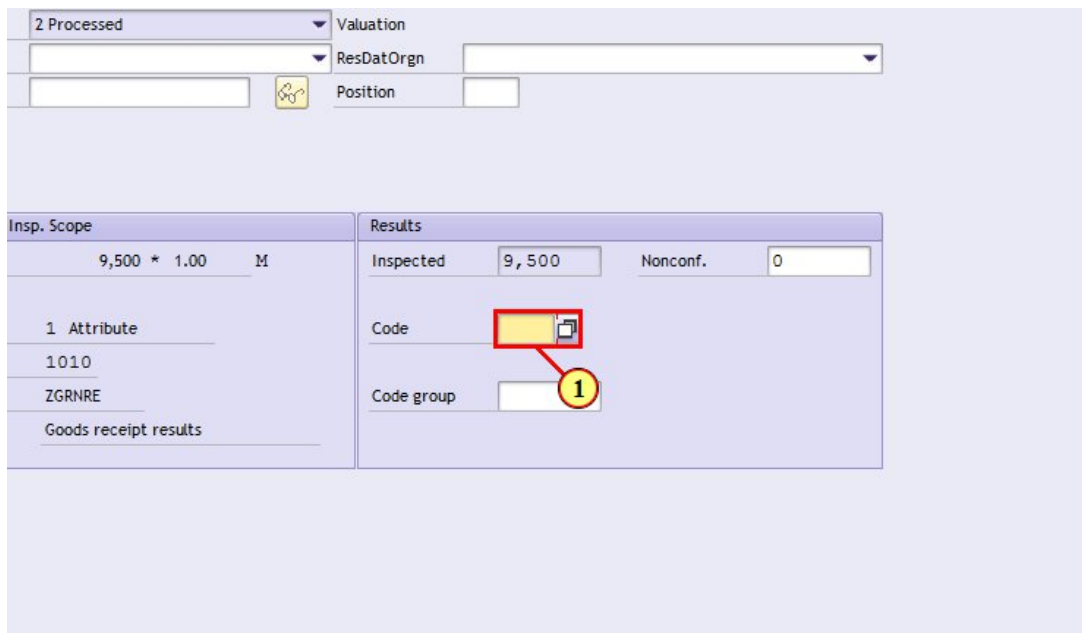 2 Processed Valuation
ResDatOrgn
Position
Insp. Scope Results
9,500 * 1.00 M Inspected 9,500 Nonconf. 0
1 Attribute Code
1010
1
ZGRNRE Code group
Goods receipt results